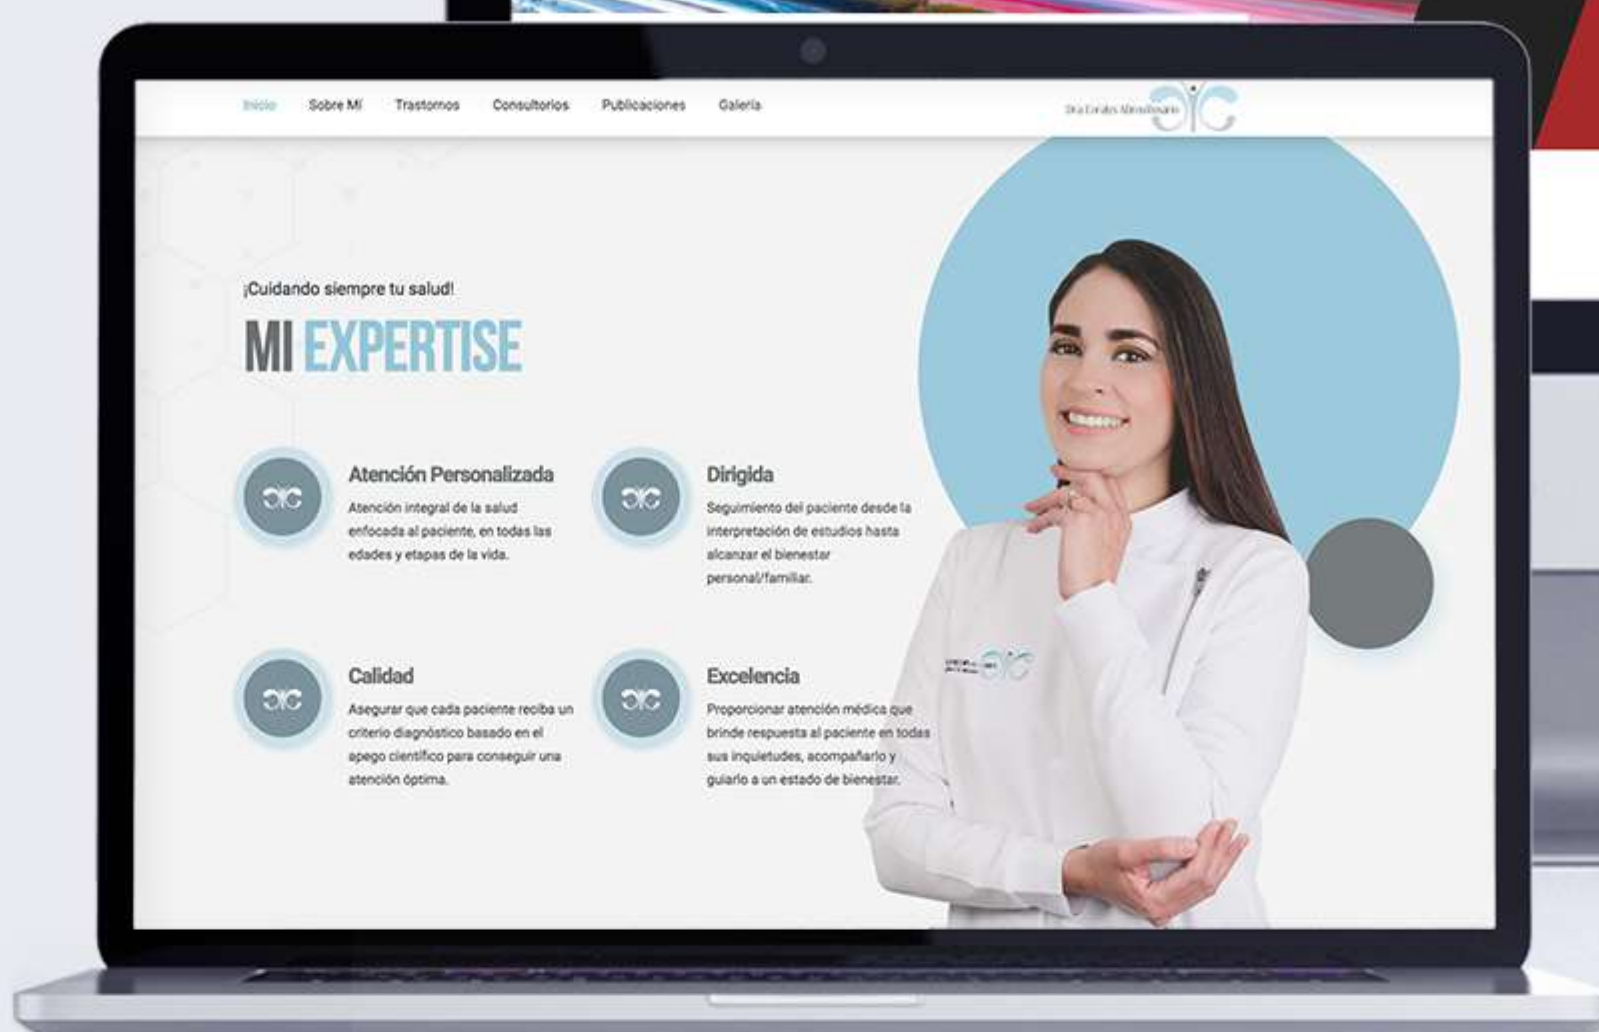 Inicio Sobre Mí Trastornos Consultorios Publicaciones Galería
¡Cuidando siempre tu salud!
MI EXPERTISE
Atención Personalizada
Atención integral de la salud
enfocada al paciente, en todas las
edades y etapas de la vida.
Dirigida
Seguimiento del paciente desde la
interpretación de estudios hasta
alcanzar el bienestar
personal/familiar.
Calidad
Asegurar que cada paciente reciba un
criterio diagnóstico basado en el
apego científico para conseguir una
atención óptima.
Excelencia
Proporcionar atención médica que
brinde respuesta al paciente en todas
sus inquietudes, acompañarlo y
guiarlo a un estado de bienestar.